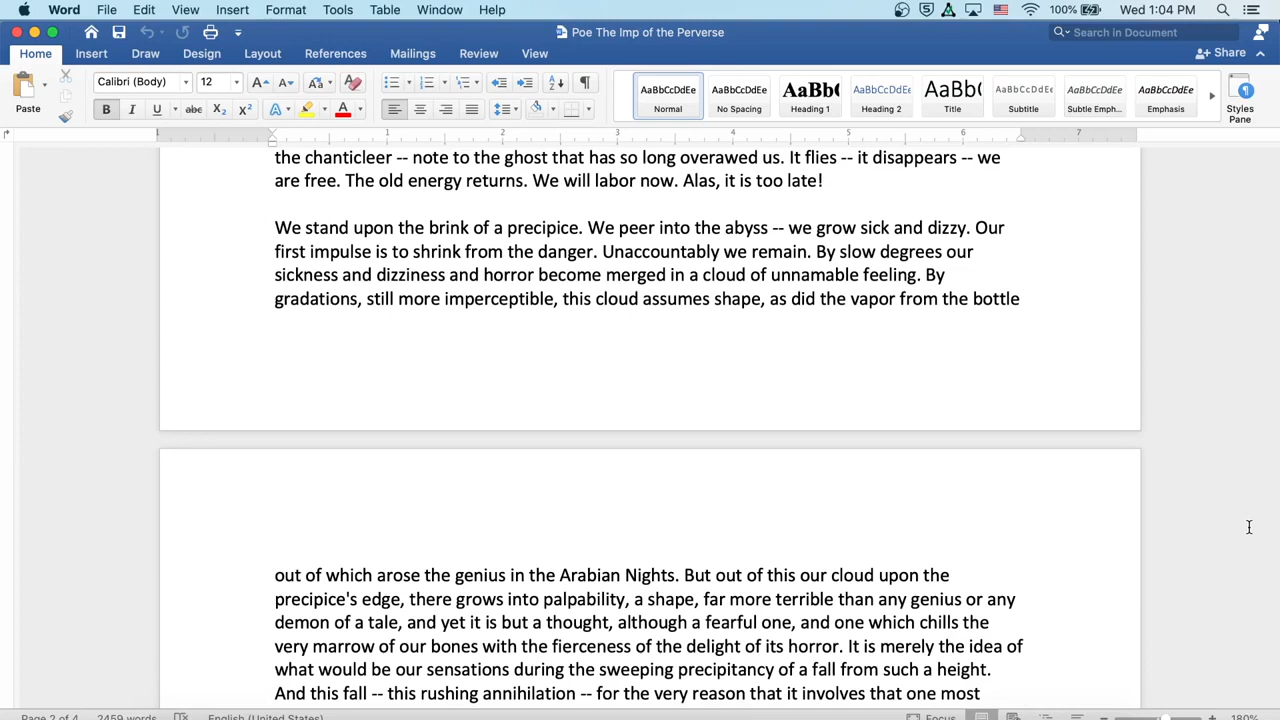 Word File Edit View Insert Format Tools Table Window Help 100% Wed 1:04 PM
Poe The Imp of the Perverse
Search in Document
Home Insert Draw Design Layout References Mailings Review View Share
Paste
Calibri (Body) 12
AaBbCcDdEe Normal
AaBbCcDdEe No Spacing
AaBb( Heading 1
AaBbCcDdEe Heading 2
AaBb( Title
AaBbCcDdEe Subtitle
AaBbCcDdEe Subtle Emph...
AaBbCcDdEe Emphasis
Styles Pane
1 1 2 3 4 5 6 7
the chanticleer -- note to the ghost that has so long overawed us. It flies -- it disappears -- we
are free. The old energy returns. We will labor now. Alas, it is too late!
We stand upon the brink of a precipice. We peer into the abyss -- we grow sick and dizzy. Our
first impulse is to shrink from the danger. Unaccountably we remain. By slow degrees our
sickness and dizziness and horror become merged in a cloud of unnamable feeling. By
gradations, still more imperceptible, this cloud assumes shape, as did the vapor from the bottle
out of which arose the genius in the Arabian Nights. But out of this our cloud upon the
precipice's edge, there grows into palpability, a shape, far more terrible than any genius or any
demon of a tale, and yet it is but a thought, although a fearful one, and one which chills the
very marrow of our bones with the fierceness of the delight of its horror. It is merely the idea of
what would be our sensations during the sweeping precipitancy of a fall from such a height.
And this fall -- this rushing annihilation -- for the very reason that it involves that one most
Page 2 of 4 2459 words English (United States) Focus 180%